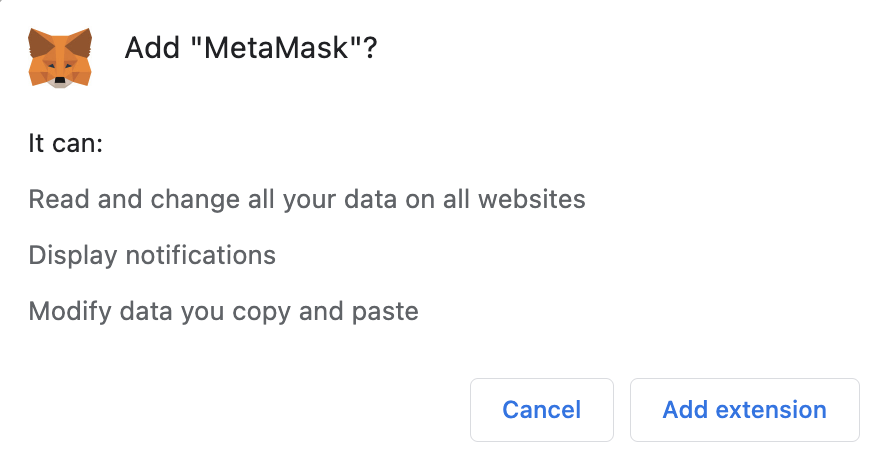 Add "MetaMask"?
It can:
Read and change all your data on all websites
Display notifications
Modify data you copy and paste
Cancel
Add extension